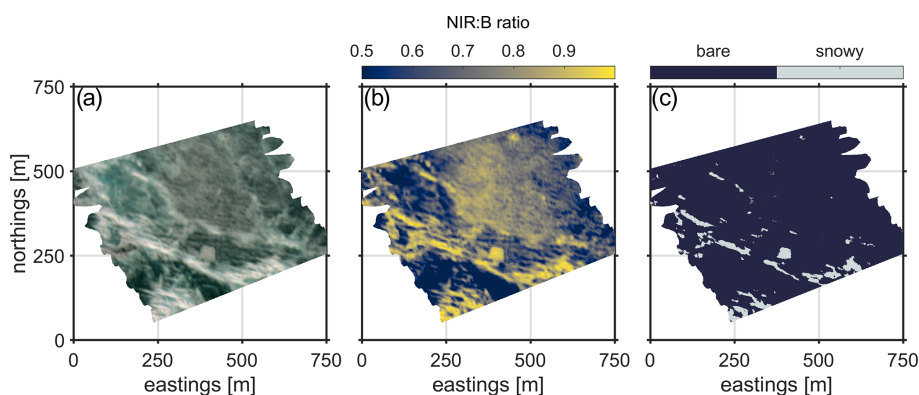 NIR:B ratio
0.5 0.6 0.7 0.8 0.9
bare snowy
(a) (b) (c)
750
500
250
0
northings [m]
0 250 500 750
0 250 500 750
0 250 500 750
eastings [m] eastings [m] eastings [m]